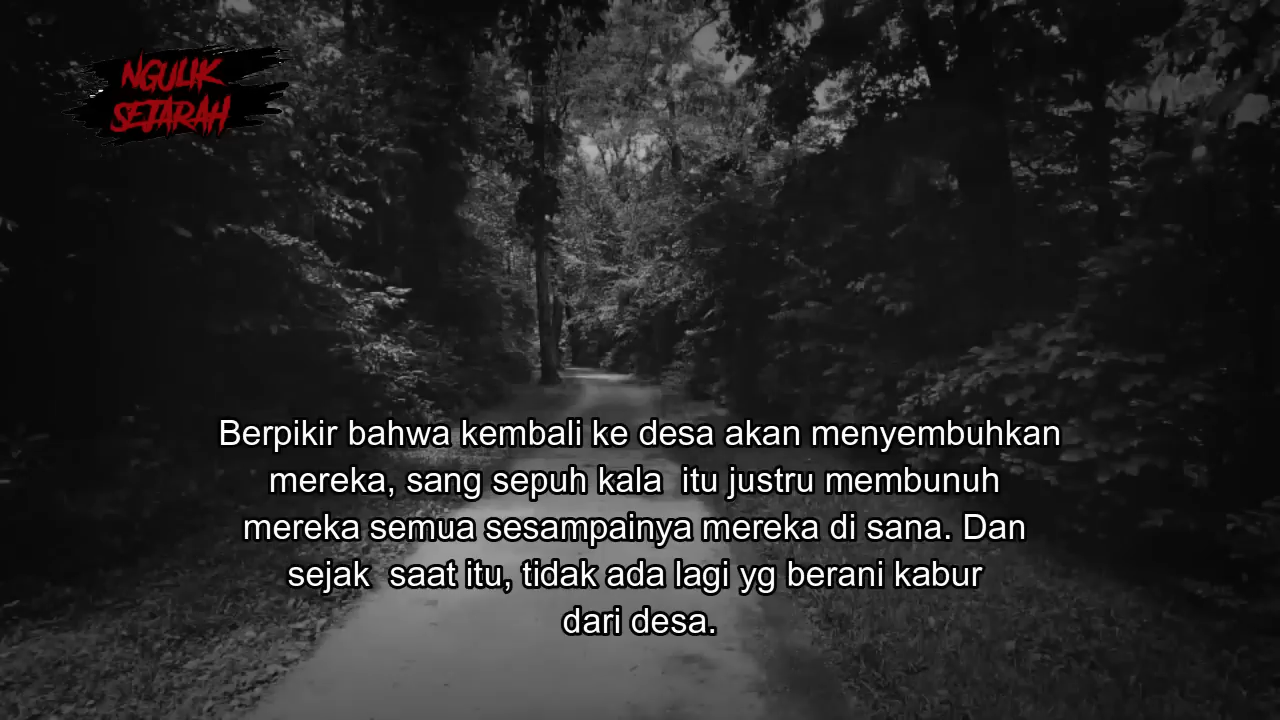 NGULIK
SEJARAH
Berpikir bahwa kembali ke desa akan menyembuhkan
mereka, sang sepuh kala  itu justru membunuh
mereka semua sesampainya mereka di sana. Dan
sejak  saat itu, tidak ada lagi yg berani kabur
dari desa.